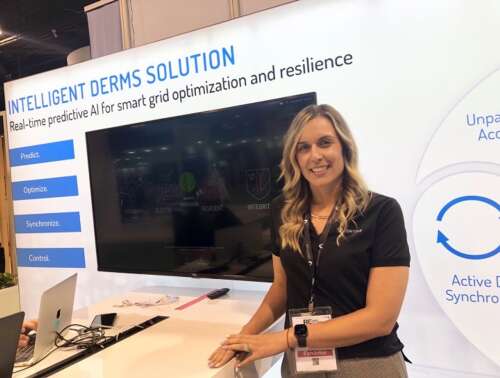 INTELLIGENT DERMS SOLUTION
Real-time predictive AI for smart grid optimization and resilience
Predict.
Optimize.
Synchronize.
Control.
Unpa
Acc
Active D
Synchro